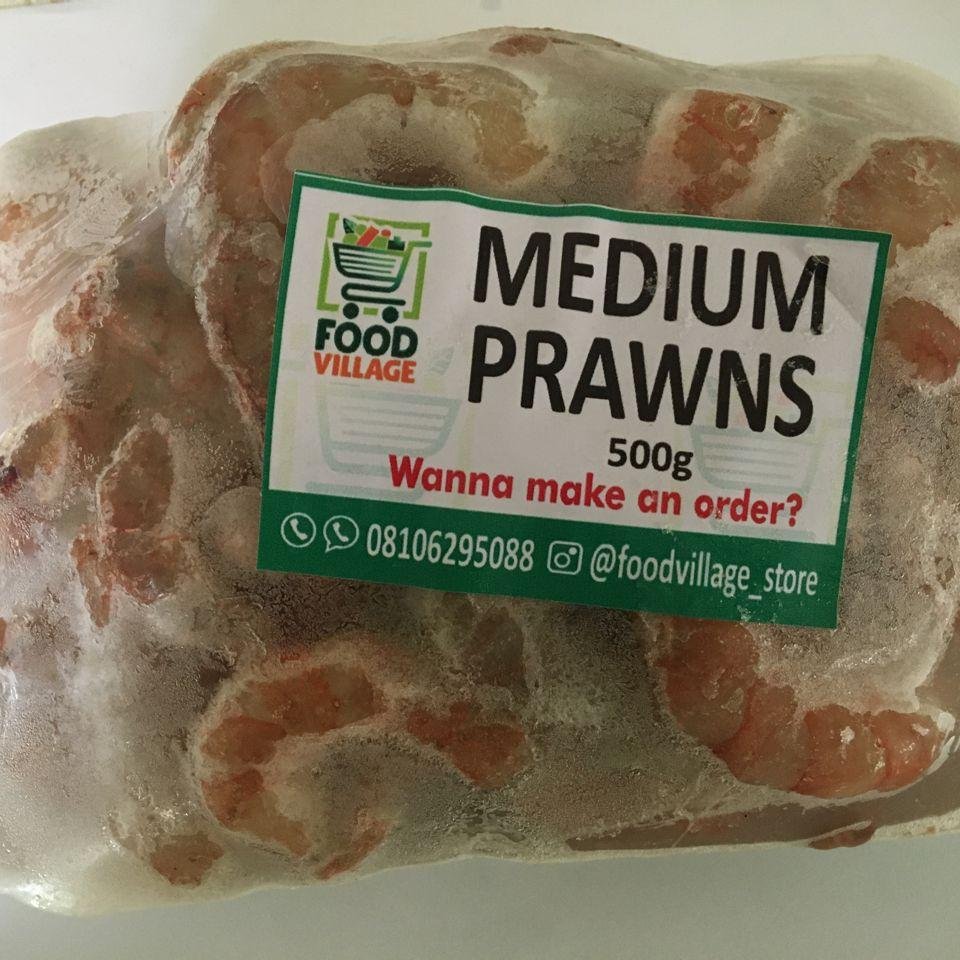 FOOD
VILLAGE
MEDIUM
PRAWNS
500g
Wanna make an order?
08106295088 @foodvillage_store